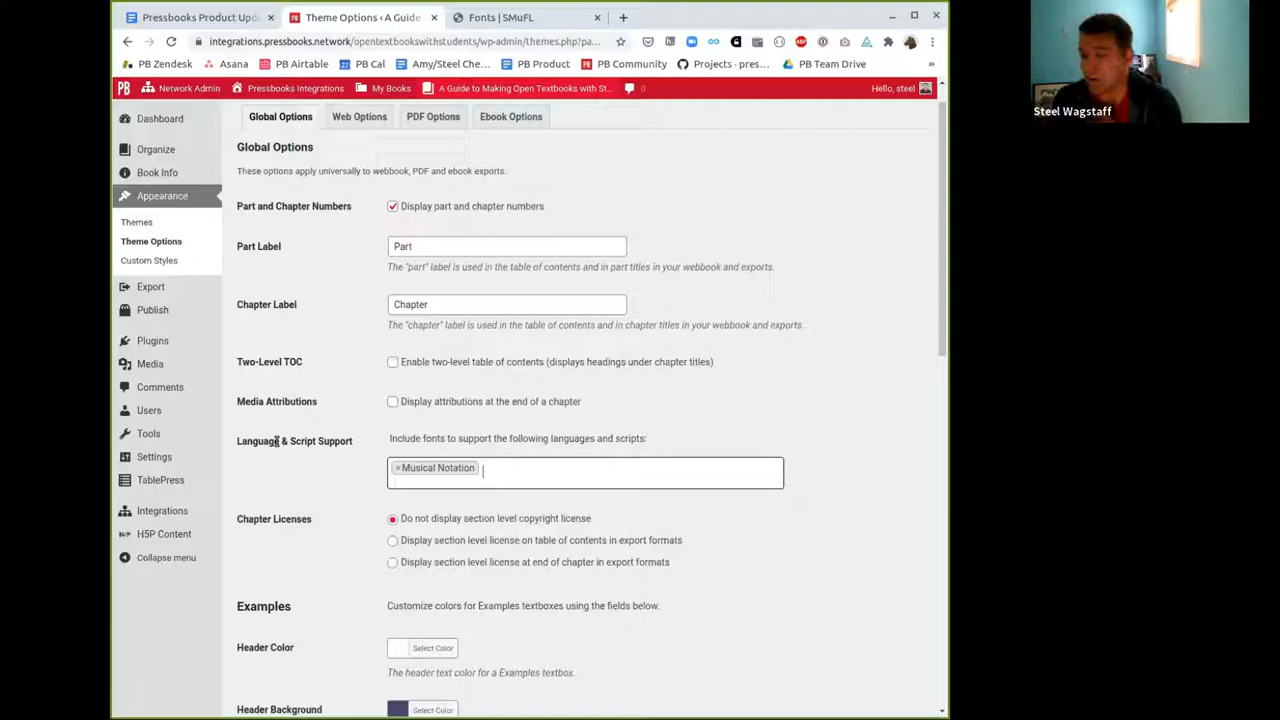 Pressbooks Product Upd
Theme Options ‹ A Guide
Fonts | SMuFL
integrations.pressbooks.network/opentextbookswithstudents/wp-admin/themes.php?pa...
PB Zendesk
Asana
PB Airtable
PB Cal
Amy/Steel Che...
PB Product
PB Community
Projects · pres...
PB Team Drive
Network Admin
Pressbooks Integrations
My Books
A Guide to Making Open Textbooks with St...
0
Hello, steel
Steel Wagstaff
Dashboard
Organize
Book Info
Appearance
Themes
Theme Options
Custom Styles
Export
Publish
Plugins
Media
Comments
Users
Tools
Settings
TablePress
Integrations
H5P Content
Collapse menu
Global Options
Web Options
PDF Options
Ebook Options
Global Options
These options apply universally to webbook, PDF and ebook exports.
Part and Chapter Numbers
Display part and chapter numbers
Part Label
Part
The "part" label is used in the table of contents and in part titles in your webbook and exports.
Chapter Label
Chapter
The "chapter" label is used in the table of contents and in chapter titles in your webbook and exports.
Two-Level TOC
Enable two-level table of contents (displays headings under chapter titles)
Media Attributions
Display attributions at the end of a chapter
Language & Script Support
Include fonts to support the following languages and scripts:
×Musical Notation
Chapter Licenses
Do not display section level copyright license
Display section level license on table of contents in export formats
Display section level license at end of chapter in export formats
Examples
Customize colors for Examples textboxes using the fields below.
Header Color
Select Color
The header text color for a Examples textbox.
Header Background
Select Color